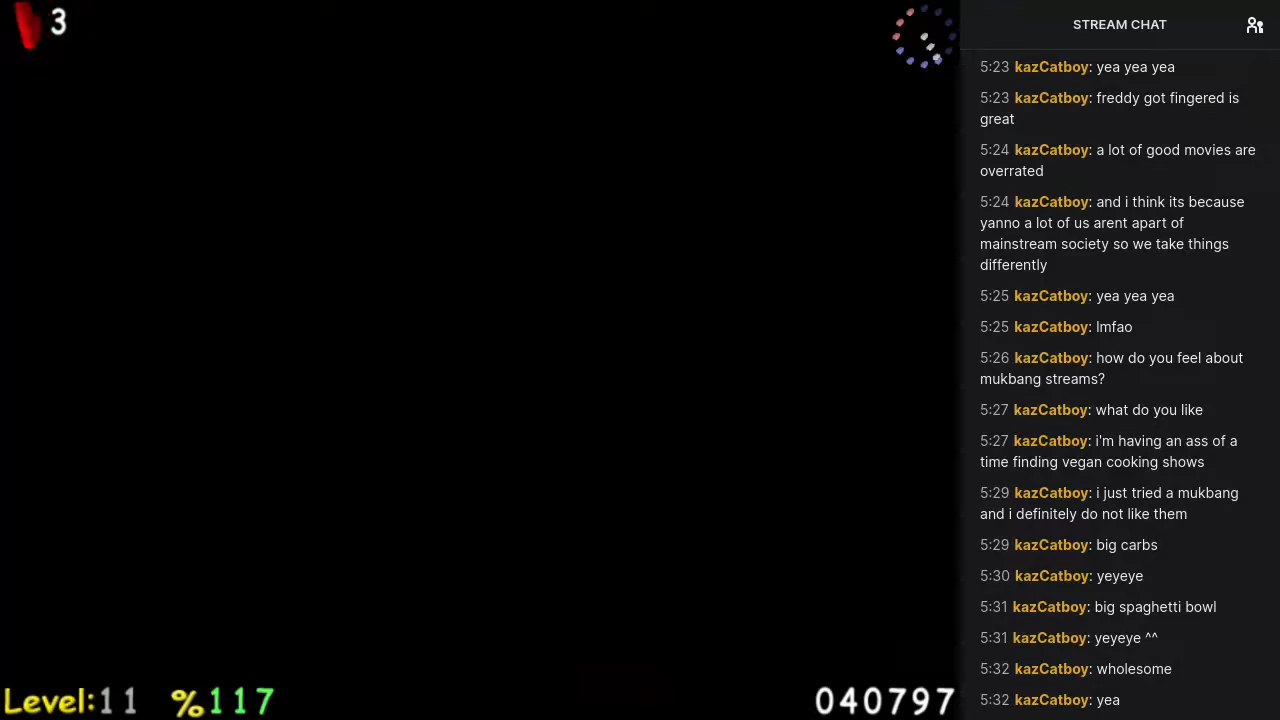 3
STREAM CHAT
5:23 kazCatboy: yea yea yea
5:23 kazCatboy: freddy got fingered is
great
5:24 kazCatboy: a lot of good movies are
overrated
5:24 kazCatboy: and i think its because
yanno a lot of us arent apart of
mainstream society so we take things
differently
5:25 kazCatboy: yea yea yea
5:25 kazCatboy: lmfao
5:26 kazCatboy: how do you feel about
mukbang streams?
5:27 kazCatboy: what do you like
5:27 kazCatboy: i'm having an ass of a
time finding vegan cooking shows
5:29 kazCatboy: i just tried a mukbang
and i definitely do not like them
5:29 kazCatboy: big carbs
5:30 kazCatboy: yeyeye
5:31 kazCatboy: big spaghetti bowl
5:31 kazCatboy: yeyeye ^^
5:32 kazCatboy: wholesome
5:32 kazCatboy: yea
Level:11 %117
040797